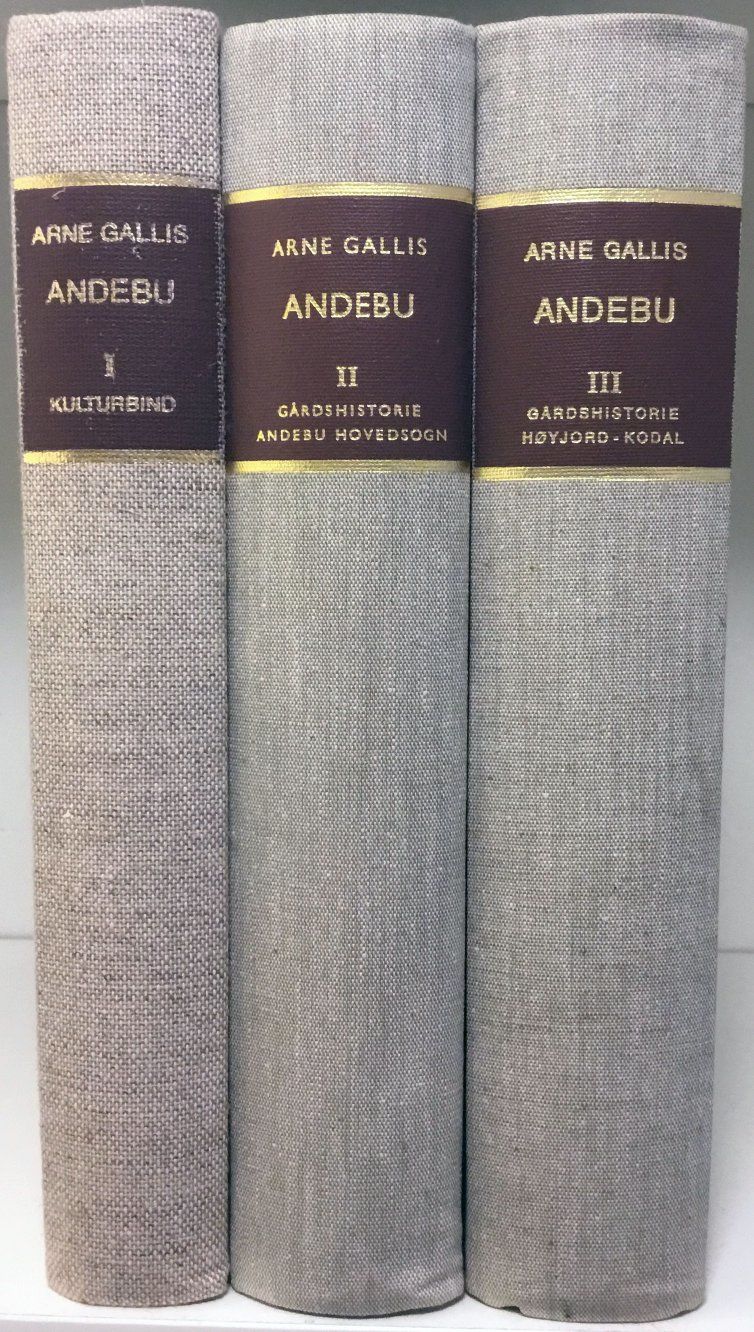 ARNE GALLIS
ANDEBU
I
KULTURBIND
ARNE GALLIS
ANDEBU
II
GÅRDSHISTORIE
ANDEBU HOVEDSOGN
ARNE GALLIS
ANDEBU
III
GÅRDSHISTORIE
HØYJORD-KODAL